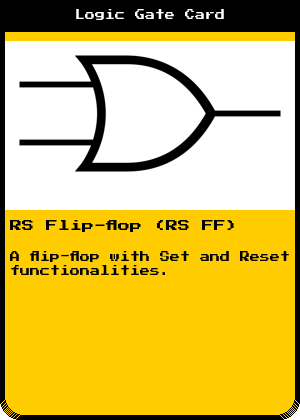 Logic Gate Card
RS Flip-flop (RS FF)
A flip-flop with Set and Reset
functionalities.